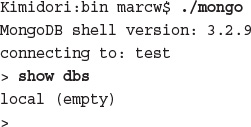 Kimidori:bin marcw$ ./mongo
MongoDB shell version: 3.2.9
connecting to: test
> show dbs
local (empty)
>